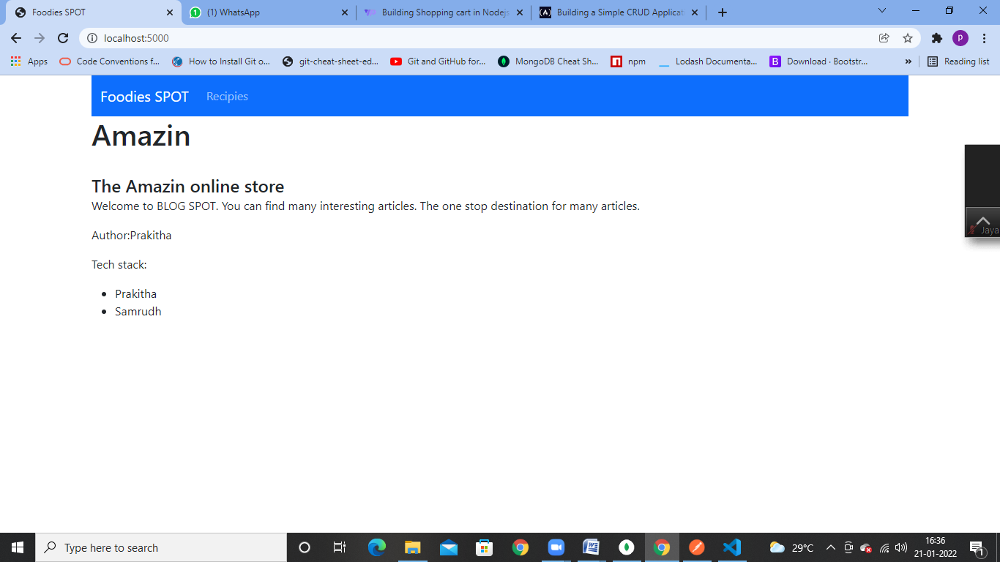 Foodies SPOT
(1) WhatsApp
Building Shopping cart in Nodejs
Building a Simple CRUD Applicat
localhost:5000
P
Apps
Code Conventions f...
How to Install Git o...
git-cheat-sheet-ed...
Git and GitHub for...
MongoDB Cheat Sh...
npm
Lodash Documenta...
B
Download · Bootstr...
»
Reading list
Foodies SPOT Recipies
Amazin
The Amazin online store
Welcome to BLOG SPOT. You can find many interesting articles. The one stop destination for many articles.
Author:Prakitha
Tech stack:
• Prakitha
• Samrudh
Jaya
Type here to search
29°C
16:36
21-01-2022
1